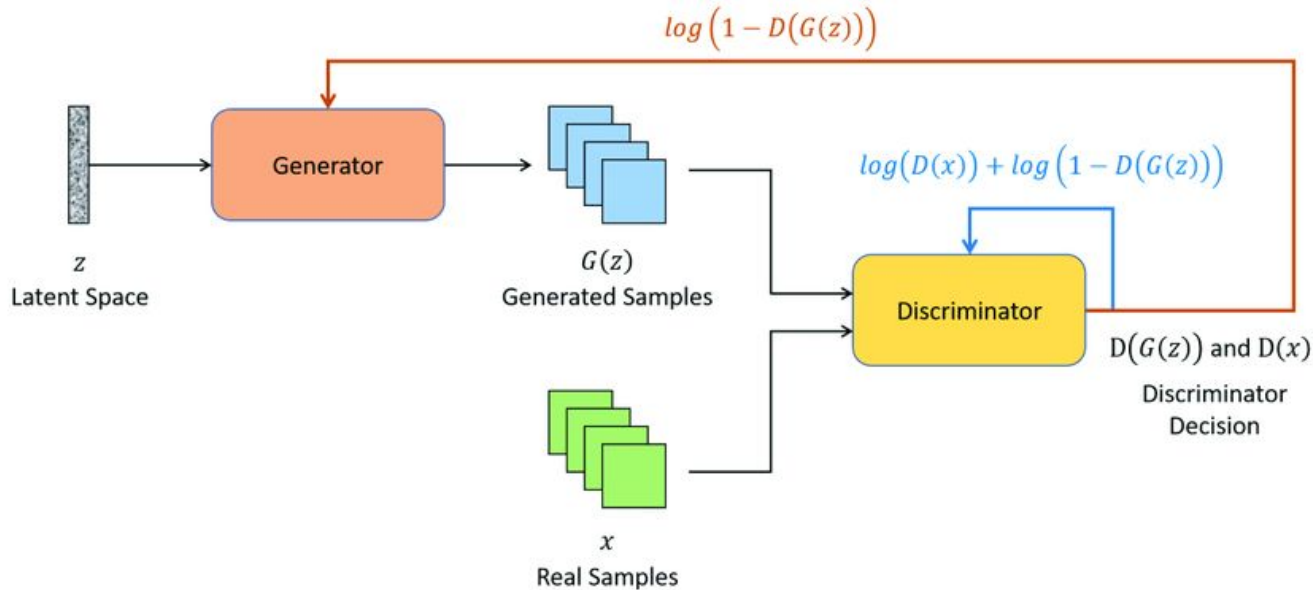 log(1 − D(G(z)))
Generator
log(D(x)) + log(1 − D(G(z)))
z
Latent Space
G(z)
Generated Samples
Discriminator
D(G(z)) and D(x)
Discriminator
Decision
x
Real Samples